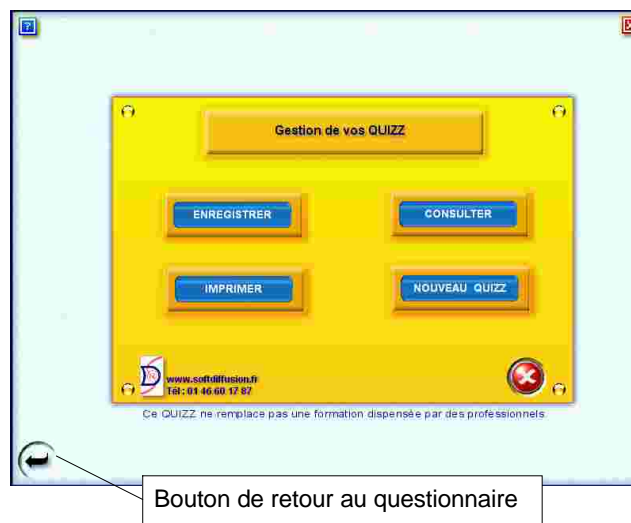 ?
Gestion de vos QUIZZ
ENREGISTRER
CONSULTER
IMPRIMER
NOUVEAU QUIZZ
www.softdiffusion.fr
Tél : 01 46 60 17 87
Ce QUIZZ ne remplace pas une formation dispensée par des professionnels
Bouton de retour au questionnaire